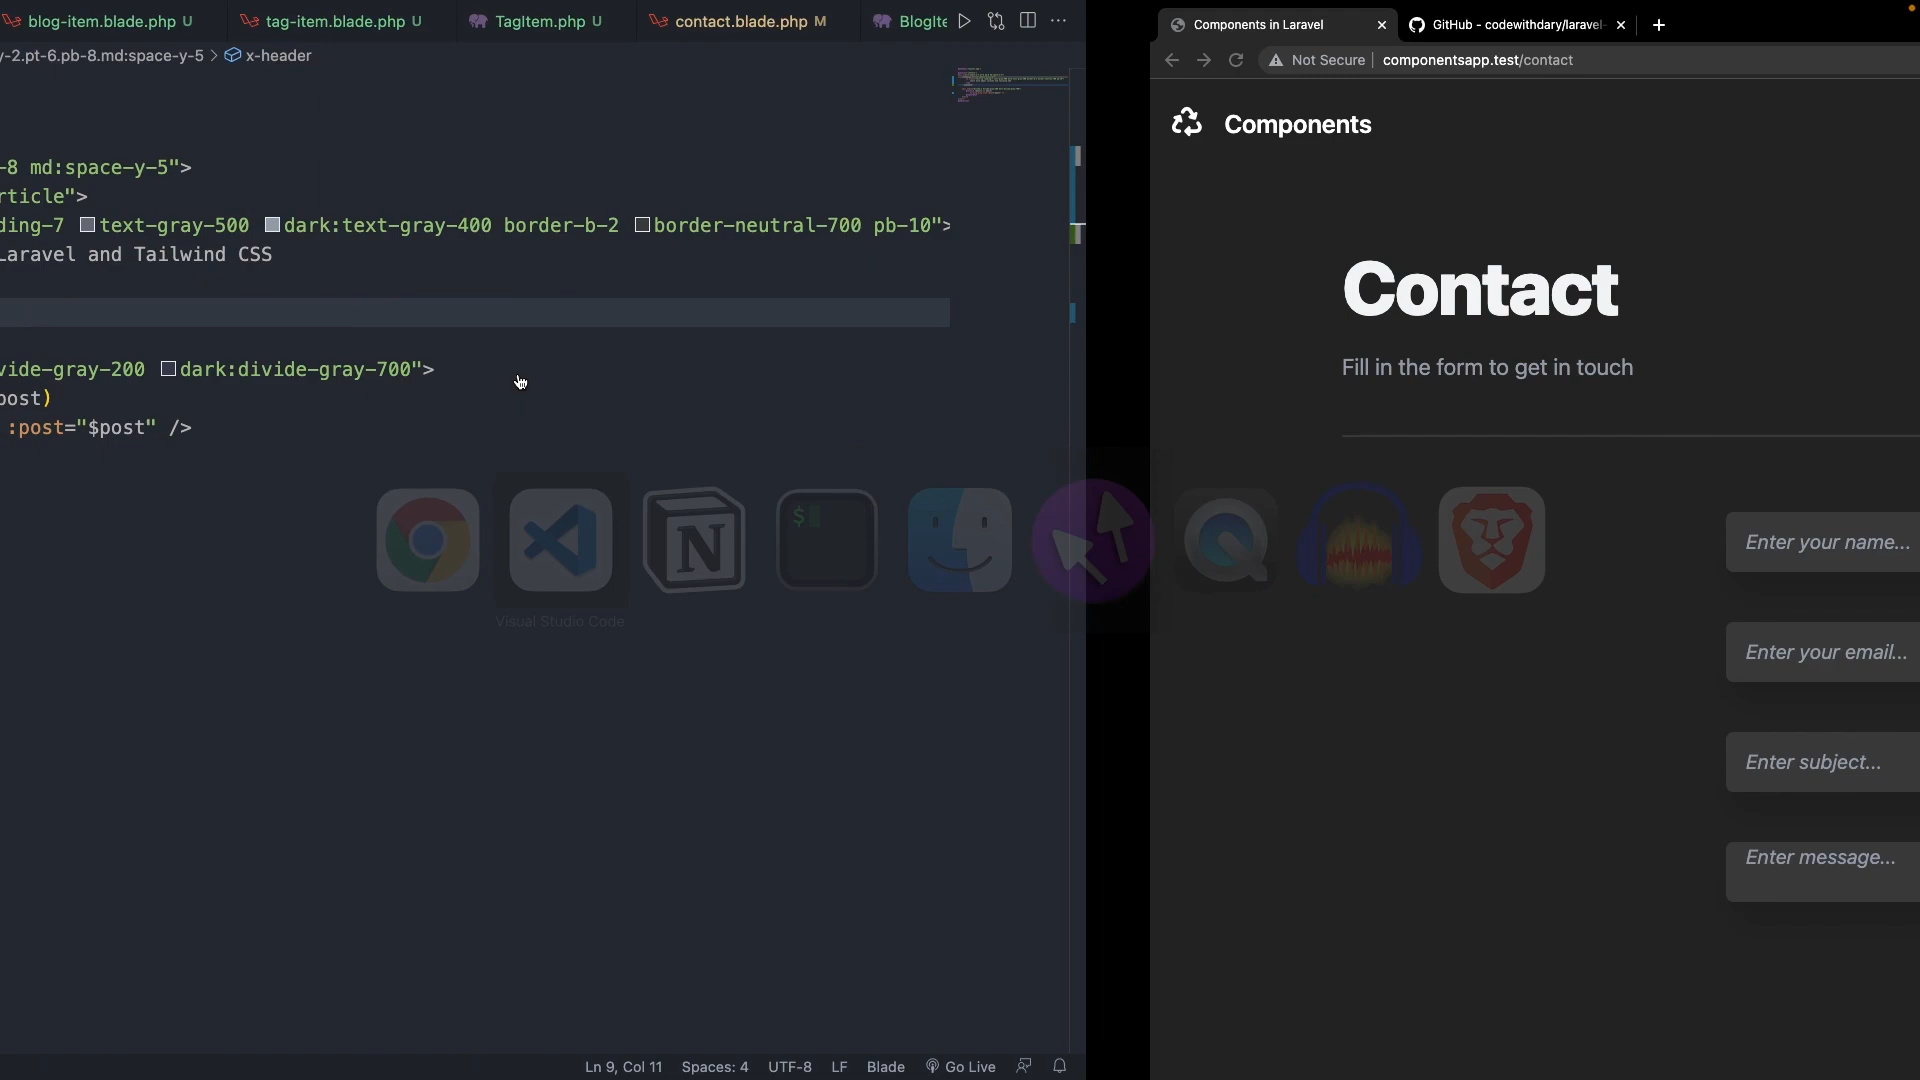 blog-item.blade.php U
tag-item.blade.php U
TagItem.php U
contact.blade.php M
BlogIte
y-2.pt-6.pb-8.md:space-y-5 > x-header
-8 md:space-y-5">
rticle">
ding-7 text-gray-500 dark:text-gray-400 border-b-2 border-neutral-700 pb-10">
Laravel and Tailwind CSS
vide-gray-200 dark:divide-gray-700">
post)
:post="$post" />
Visual Studio Code
Ln 9, Col 11
Spaces: 4
UTF-8
LF
Blade
Go Live
Components in Laravel
GitHub - codewithdary/laravel-
Not Secure
componentsapp.test/contact
Components
Contact
Fill in the form to get in touch
Enter your name...
Enter your email...
Enter subject...
Enter message...